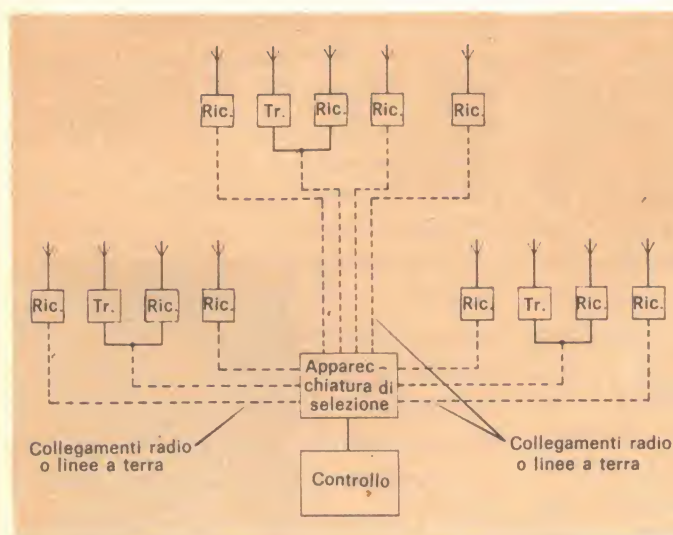 Ric.
Tr.
Ric.
Ric.
Ric.
Ric.
Tr.
Ric.
Ric.
Ric.
Tr.
Ric.
Ric.
Apparec-
chiatura di
selezione
Collegamenti radio
o linee a terra
Collegamenti radio
o linee a terra
Controllo